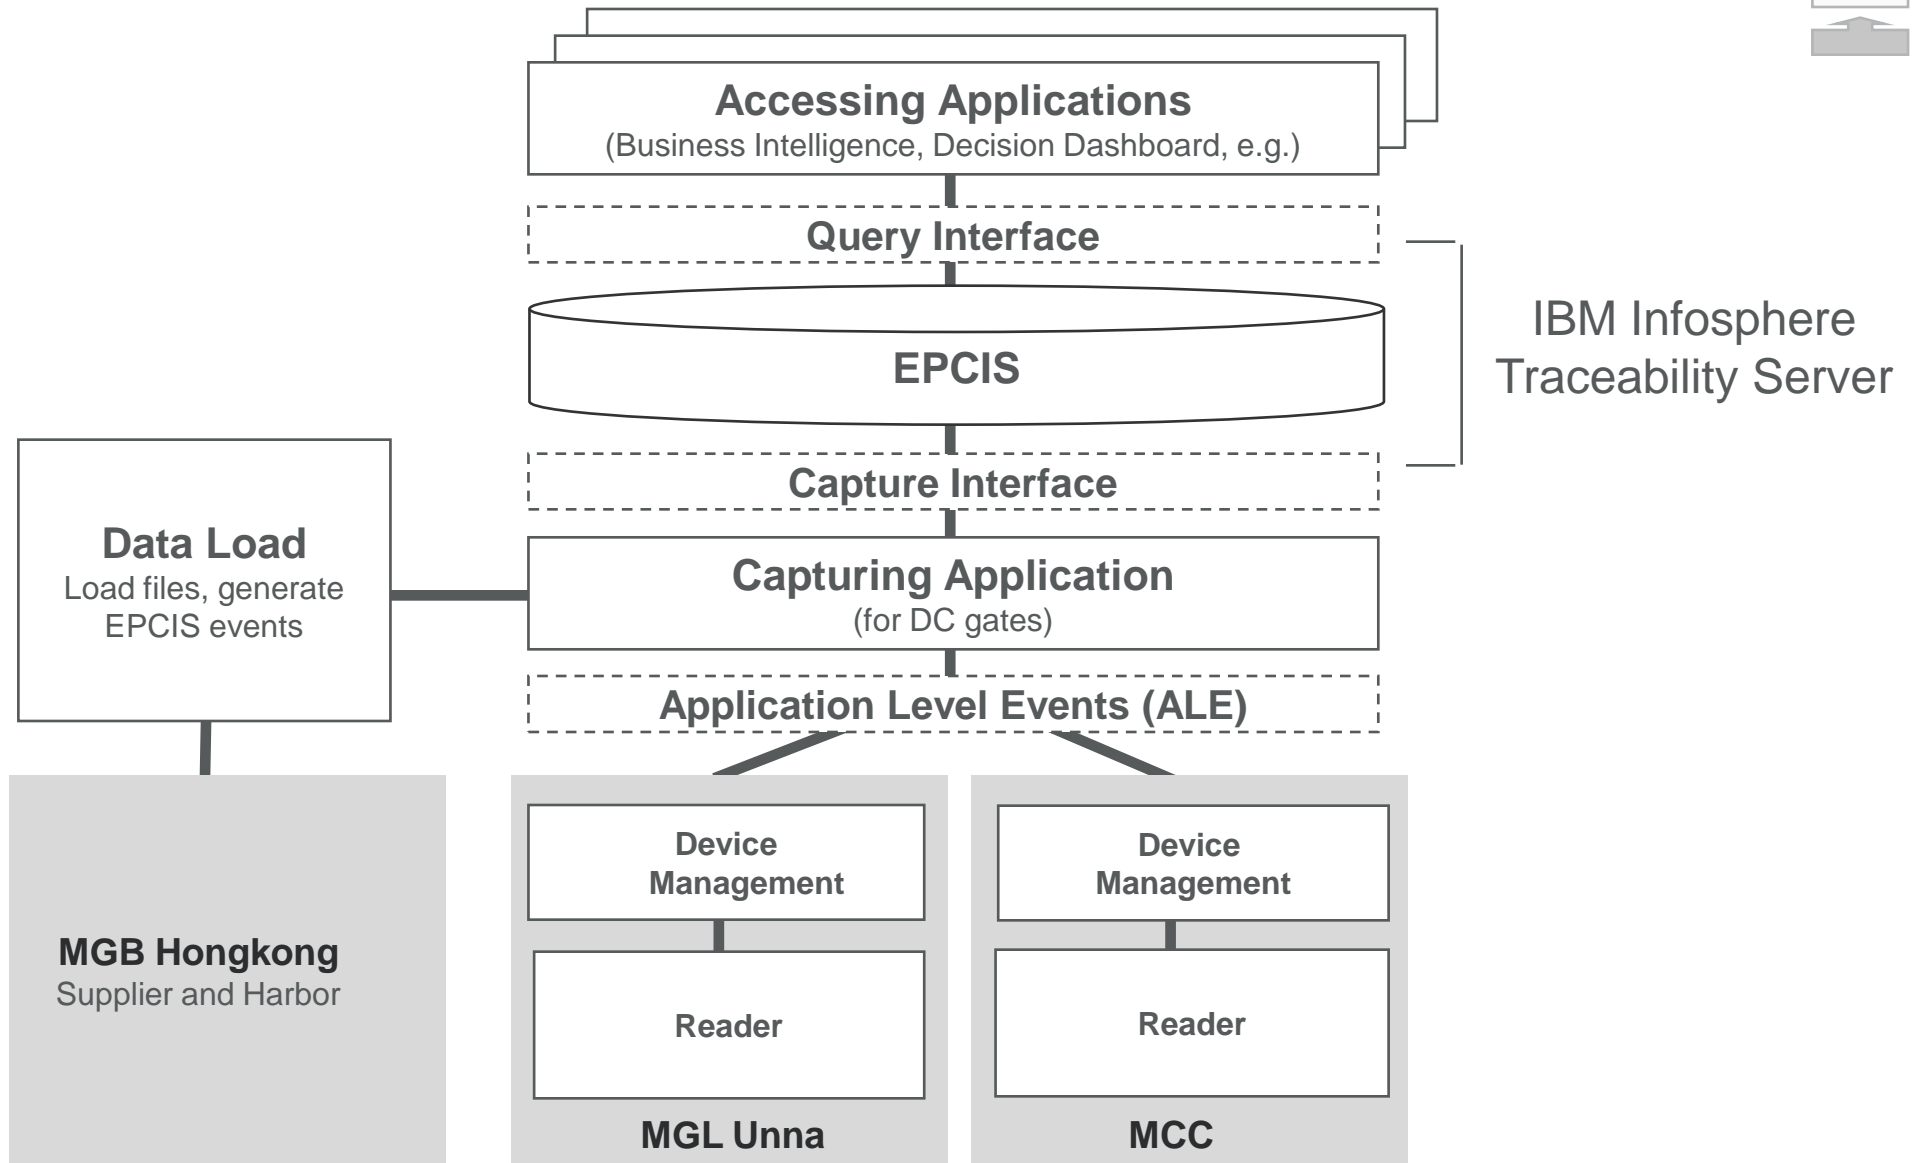 Accessing Applications
(Business Intelligence, Decision Dashboard, e.g.)
Query Interface
EPCIS
IBM Infosphere
Traceability Server
Capture Interface
Data Load
Load files, generate
EPCIS events
Capturing Application
(for DC gates)
Application Level Events (ALE)
MGB Hongkong
Supplier and Harbor
Device
Management
Reader
MGL Unna
Device
Management
Reader
MCC